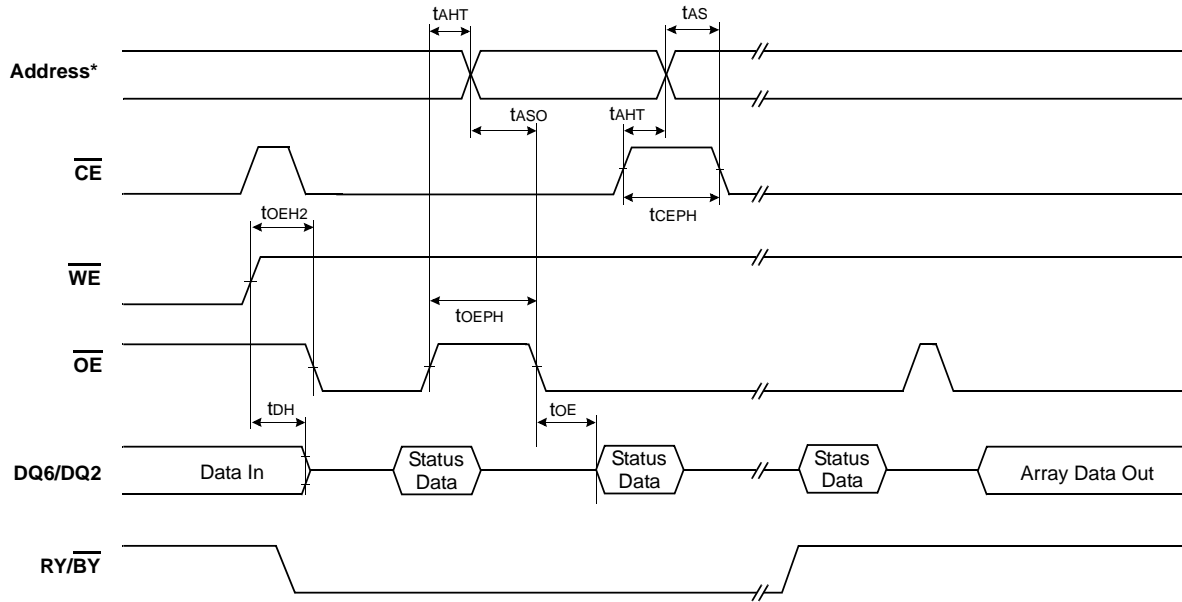 tAHT
tAS
Address*
tASO
tAHT
CE
tCEPH
tOEH2
WE
tOEPH
OE
tDH
tOE
DQ6/DQ2
Data In
Status
Data
Status
Data
Status
Data
Array Data Out
RY/BY